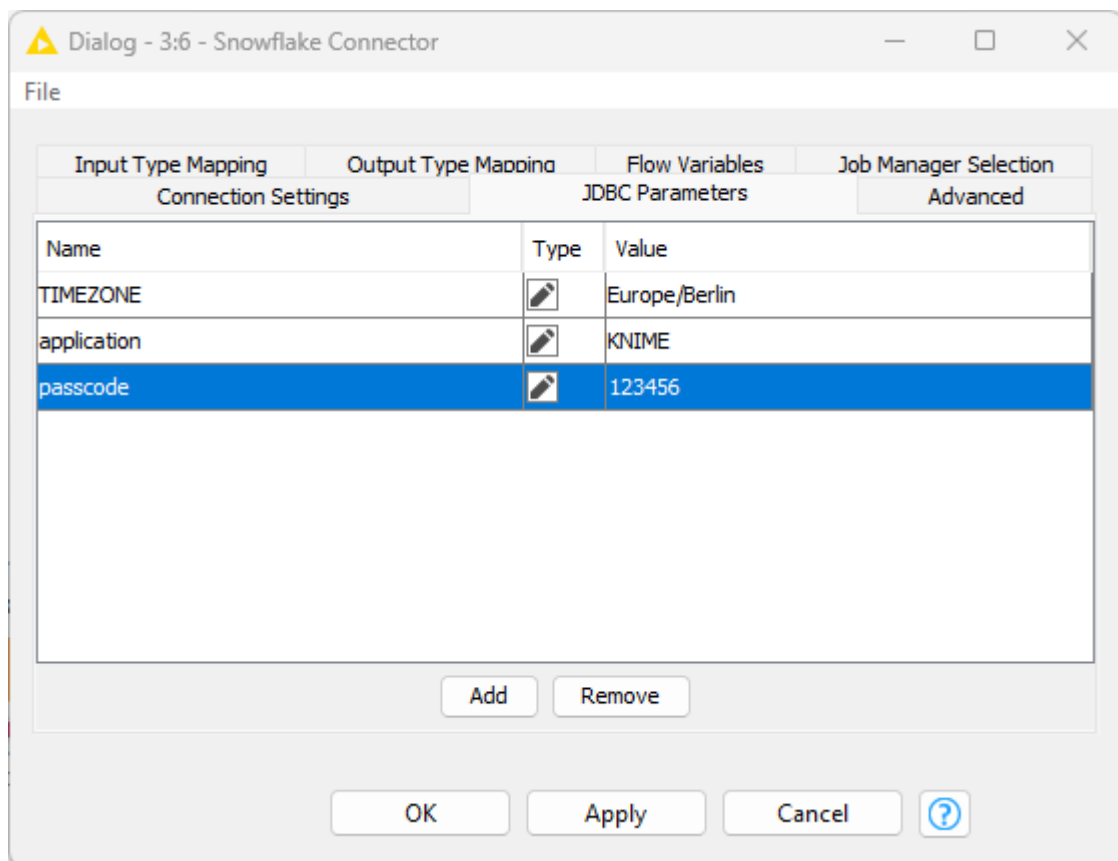 Dialog - 3:6 - Snowflake Connector
File
Input Type Mapping Output Type Mapping Flow Variables Job Manager Selection
Connection Settings JDBC Parameters Advanced
Name Type Value
TIMEZONE Europe/Berlin
application KNIME
passcode 123456
Add Remove
OK Apply Cancel ?